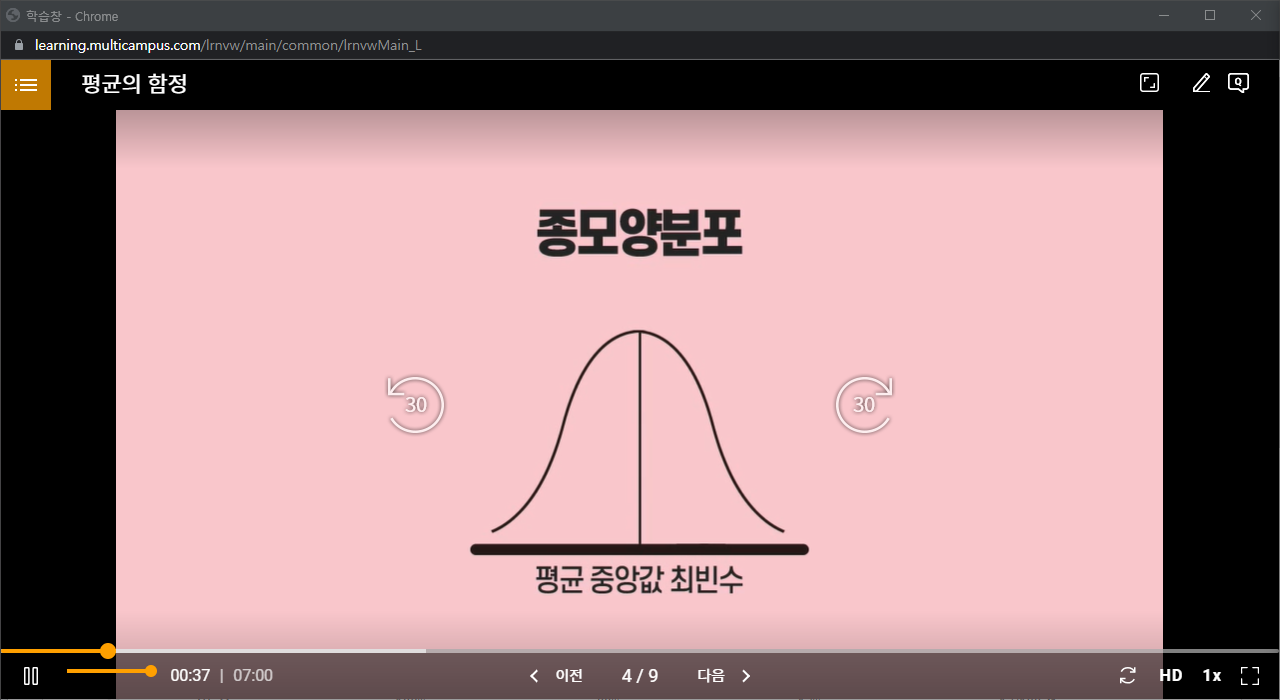 학습창 - Chrome
learning.multicampus.com/lrnvw/main/common/lrnvwMain_L
평균의 함정
Q
종모양분포
30 30
평균 중앙값 최빈수
00:37 | 07:00 이전 4 / 9 다음 HD 1x